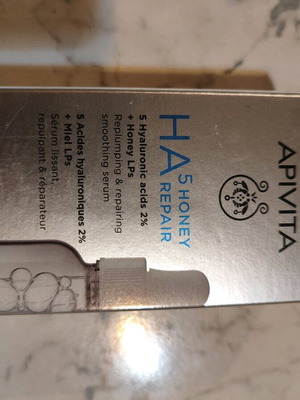 APIVITA
HA5 HONEY
REPAIR
5 Hyaluronic acids 2%
+ Honey LPs
Replumping & repairing
smoothing serum
5 Acides hyaluroniques 2%
+ Miel LPs
Sérum lissant,
repulpant & réparateur